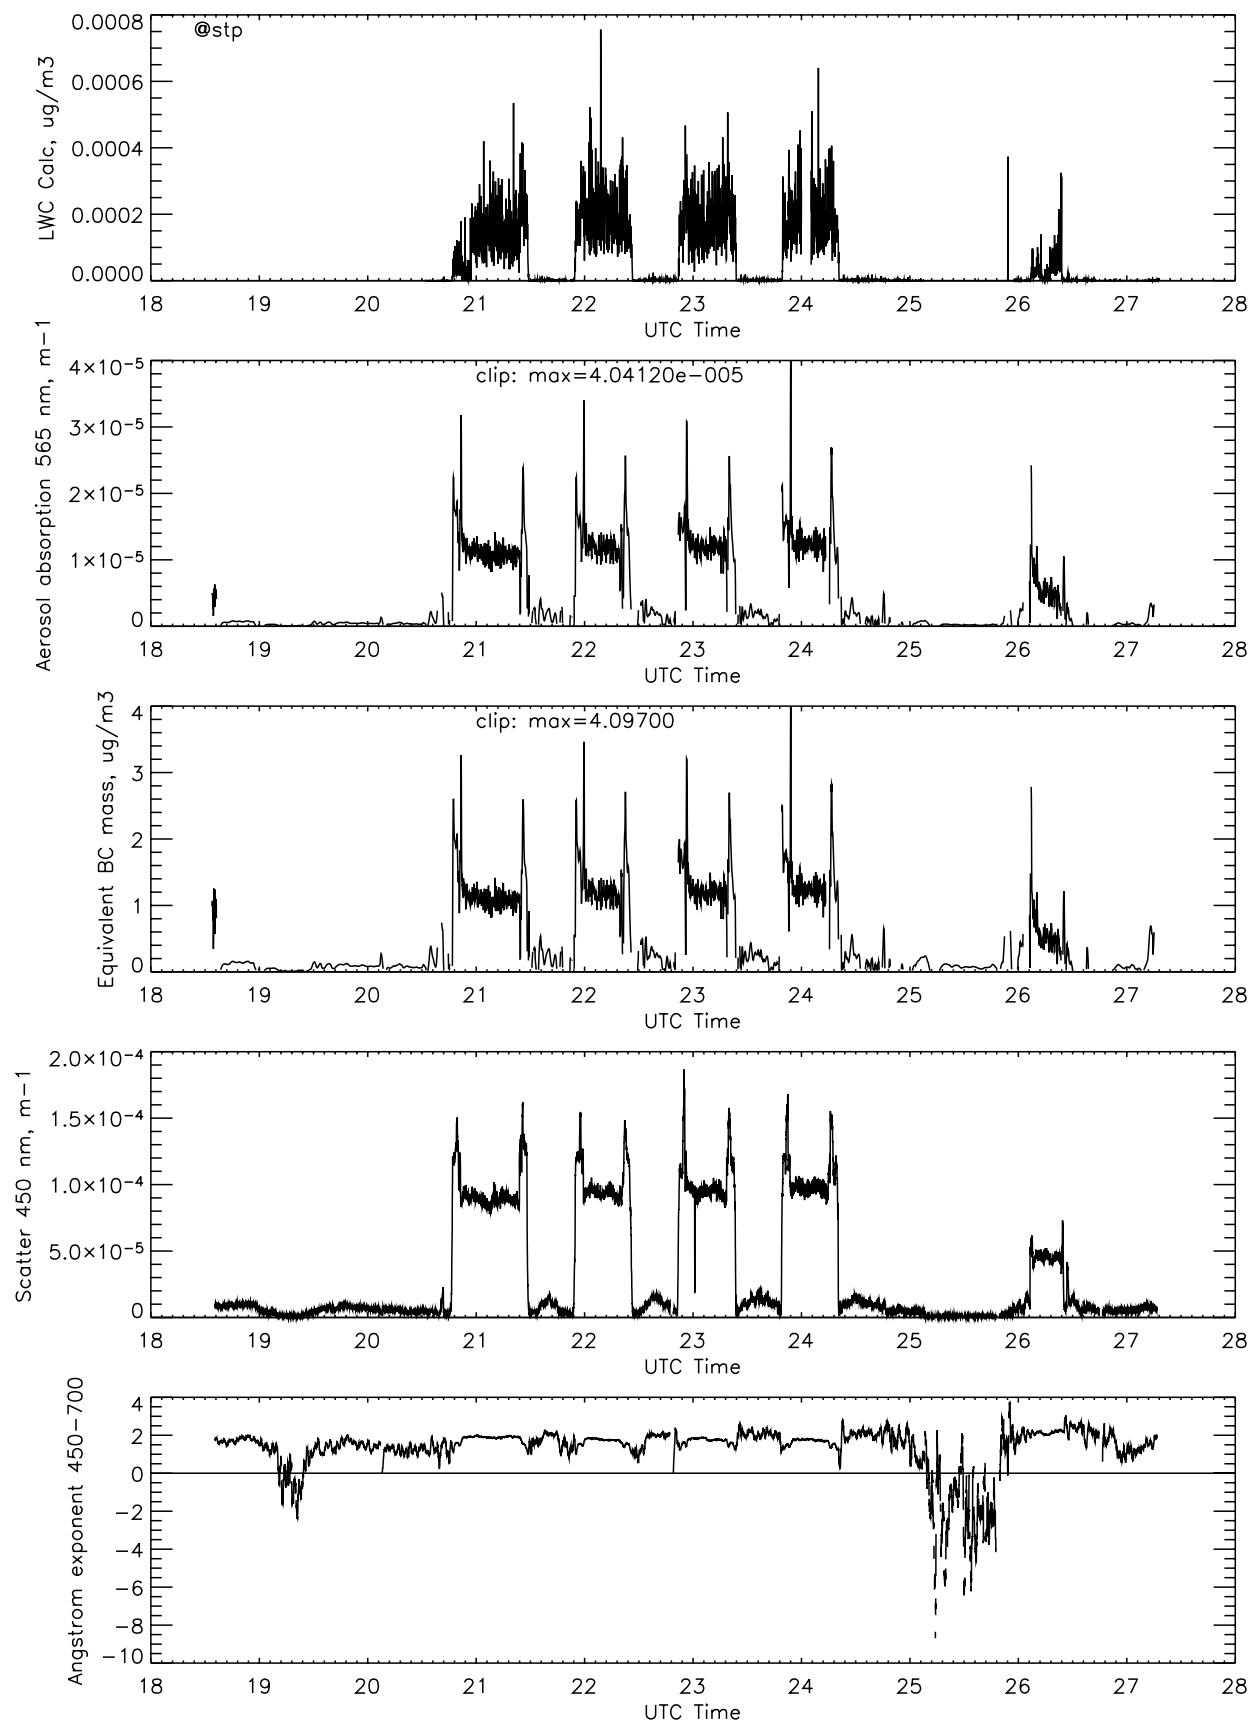 @stp
LWC Calc, ug/m3
0.0008
0.0006
0.0004
0.0002
0.0000
18 19 20 21 22 23 24 25 26 27 28
UTC Time
Aerosol absorption 565 nm, m−1
clip: max=4.04120e−005
4×10−5
3×10−5
2×10−5
1×10−5
0
18 19 20 21 22 23 24 25 26 27 28
UTC Time
Equivalent BC mass, ug/m3
clip: max=4.09700
4
3
2
1
0
18 19 20 21 22 23 24 25 26 27 28
UTC Time
Scatter 450 nm, m−1
2.0×10−4
1.5×10−4
1.0×10−4
5.0×10−5
0
18 19 20 21 22 23 24 25 26 27 28
UTC Time
Angstrom exponent 450−700
4
2
0
−2
−4
−6
−8
−10
18 19 20 21 22 23 24 25 26 27 28
UTC Time